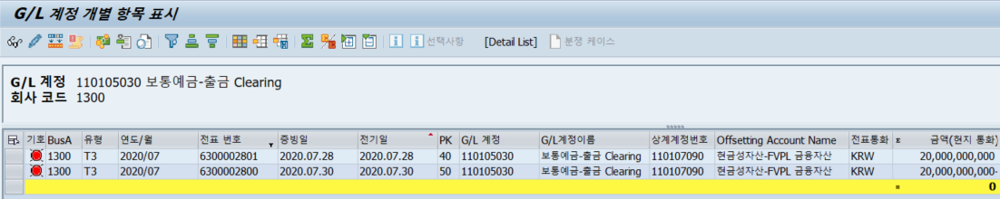 G/L 계정 개별 항목 표시
선택사항 [Detail List] 분쟁 케이스
G/L 계정 110105030 보통예금-출금 Clearing
회사 코드 1300
기호 BusA 유형 연도/월 전표 번호 증빙일 전기일 PK G/L 계정 G/L계정이름 상계계정번호 Offsetting Account Name 전표통화 Σ 금액(현지 통화)
1300 T3 2020/07 6300002801 2020.07.28 2020.07.28 40 110105030 보통예금-출금 Clearing 110107090 현금성자산-FVPL 금융자산 KRW 20,000,000,000
1300 T3 2020/07 6300002800 2020.07.30 2020.07.30 50 110105030 보통예금-출금 Clearing 110107090 현금성자산-FVPL 금융자산 KRW 20,000,000,000-
0